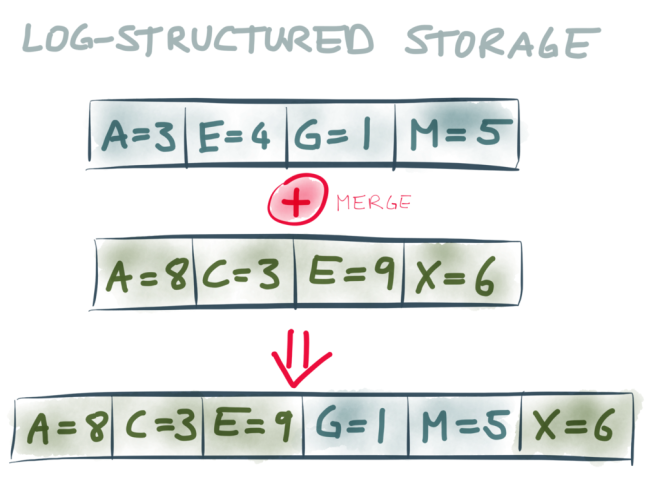 LOG-STRUCTURED STORAGE
A=3 E=4 G=1 M=5
+ MERGE
A=8 C=3 E=9 X=6
A=8 C=3 E=9 G=1 M=5 X=6